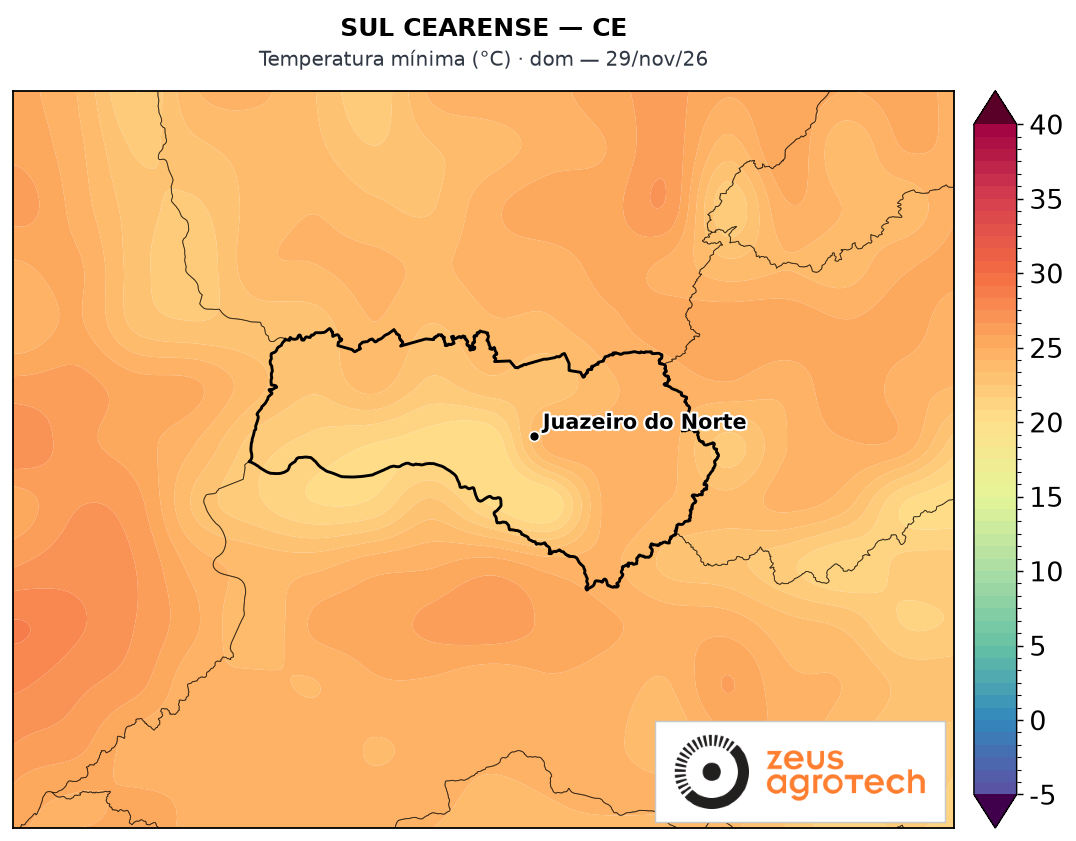 SUL CEARENSE — CE
Temperatura mínima (°C) · dom — 29/nov/26
Juazeiro do Norte
40
35
30
25
20
15
10
5
0
-5
zeus
agrotech